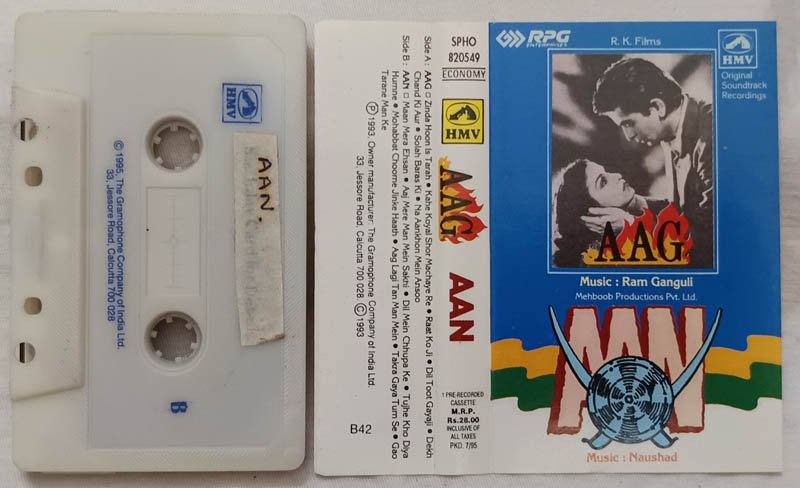 HMV
AAN.
© 1995, The Gramophone Company of India Ltd.
33, Jessore Road, Calcutta 700 028
B
Side A : AAG □ Zinda Hoon Is Tarah • Kahe Koyal Shor Machaye Re • Raat Ko Ji • Dil Toot Gayaji • Dekh
Chand Ki Aur • Solah Baras Ki • Na Aankhon Mein Ansoo
Side B : AAN □ Maan Mera Ehsan • Aaj Mere Man Mein Sakhi • Dil Mein Chhupa Ke • Tujhe Kho Diya
Humne • Mohabbat Choome Jinke Haath • Aag Lagi Tan Man Mein • Takra Gaya Tum Se • Gao
Tarane Man Ke
Ⓟ 1993, Owner manufacturer: The Gramophone Company of India Ltd.
33, Jessore Road, Calcutta 700 028. © 1993
B42
SPHO
820549
ECONOMY
HMV
AAG
AAN
1 PRE-RECORDED
CASSETTE
M.R.P.
Rs.28.00
INCLUSIVE OF
ALL TAXES
PKD. 7/95
RPG
ENTERPRISES
R. K. Films
HMV
Original
Soundtrack
Recordings
AAG
Music : Ram Ganguli
Mehboob Productions Pvt. Ltd.
AAN
Music : Naushad